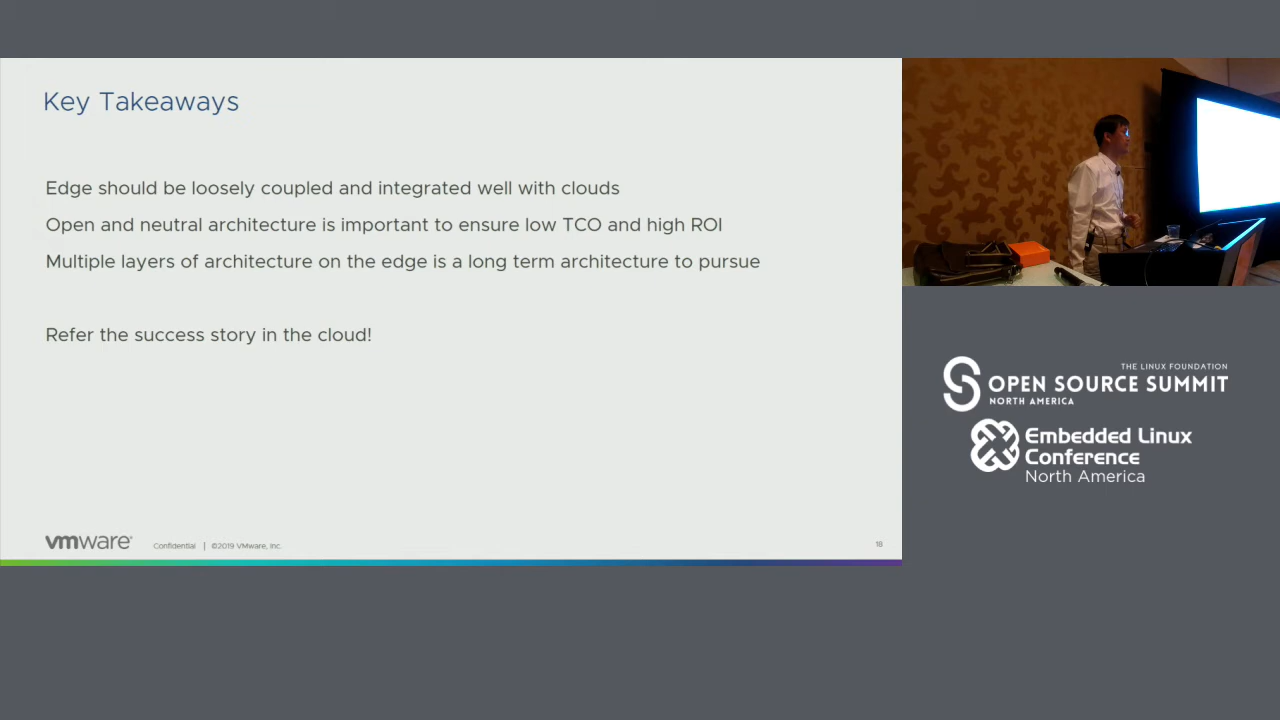 Key Takeaways
Edge should be loosely coupled and integrated well with clouds
Open and neutral architecture is important to ensure low TCO and high ROI
Multiple layers of architecture on the edge is a long term architecture to pursue
Refer the success story in the cloud!
vmware®
Confidential | ©2019 VMware, Inc.
18
THE LINUX FOUNDATION
OPEN SOURCE SUMMIT
NORTH AMERICA
Embedded Linux
Conference
North America